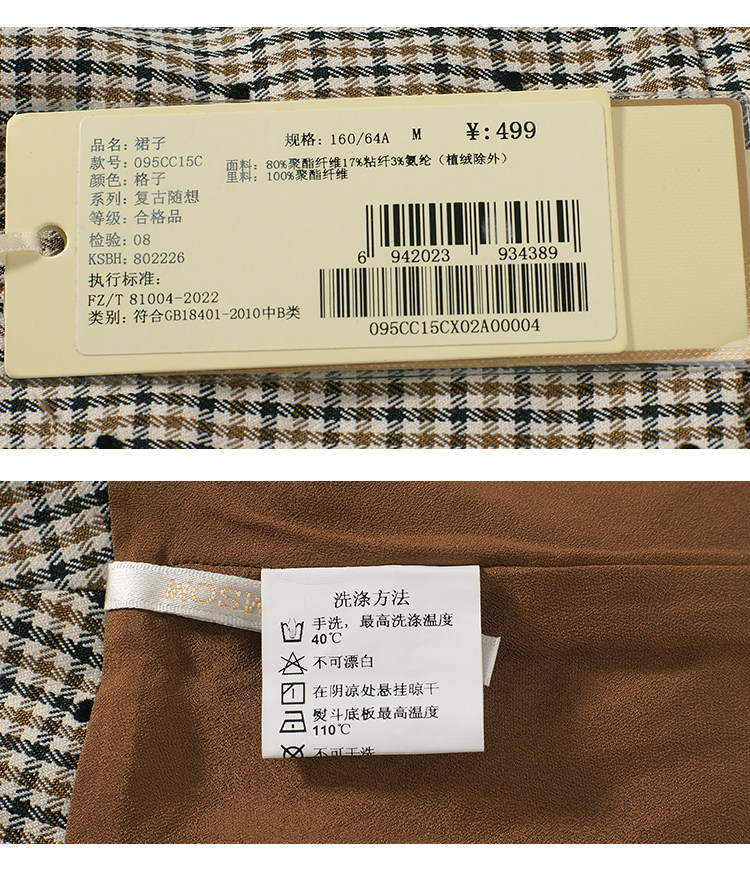 品名: 裙子
规格: 160/64A M ¥:499
款号: 095CC15C
面料: 80%聚酯纤维17%粘纤3%氨纶(植绒除外)
里料: 100%聚酯纤维
颜色: 格子
系列: 复古随想
等级: 合格品
检验: 08
KSBH: 802226
执行标准:
FZ/T 81004-2022
类别: 符合GB18401-2010中B类
6 942023 934389
095CC15CX02A00004
洗涤方法
手洗，最高洗涤温度
40℃
不可漂白
在阴凉处悬挂晾干
熨斗底板最高温度
110℃
不可干洗